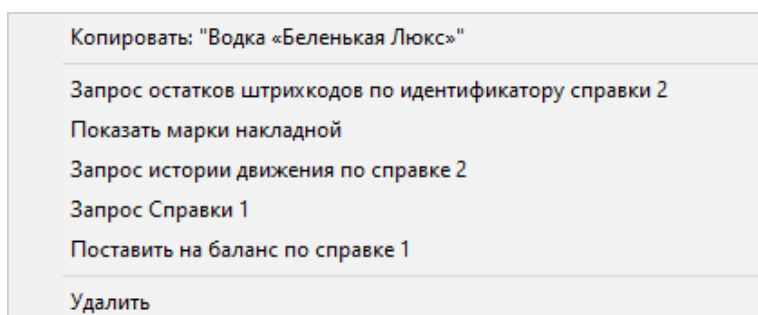 Копировать: "Водка «Беленькая Люкс»"
Запрос остатков штрихкодов по идентификатору справки 2
Показать марки накладной
Запрос истории движения по справке 2
Запрос Справки 1
Поставить на баланс по справке 1
Удалить